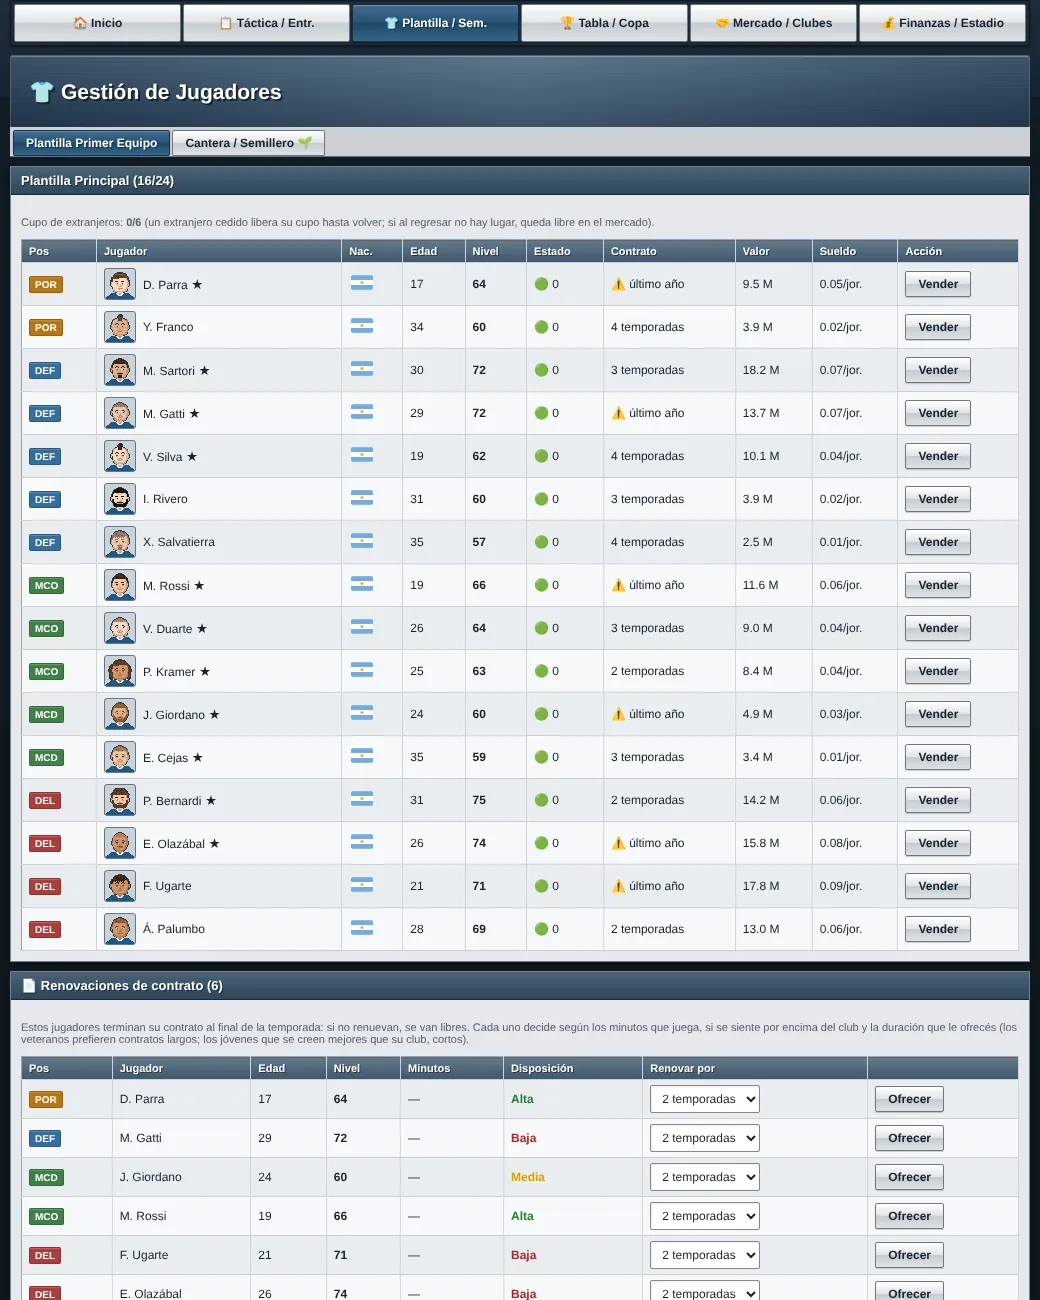 🏠 Inicio
📋 Táctica / Entr.
👕 Plantilla / Sem.
🏆 Tabla / Copa
🤝 Mercado / Clubes
💰 Finanzas / Estadio
👕 Gestión de Jugadores
Plantilla Primer Equipo
Cantera / Semillero 🌱
Plantilla Principal (16/24)
Cupo de extranjeros: 0/6 (un extranjero cedido libera su cupo hasta volver; si al regresar no hay lugar, queda libre en el mercado).
Pos Jugador Nac. Edad Nivel Estado Contrato Valor Sueldo Acción
POR D. Parra ★ 17 64 🟢 0 ⚠️ último año 9.5 M 0.05/jor. Vender
POR Y. Franco 34 60 🟢 0 4 temporadas 3.9 M 0.02/jor. Vender
DEF M. Sartori ★ 30 72 🟢 0 3 temporadas 18.2 M 0.07/jor. Vender
DEF M. Gatti ★ 29 72 🟢 0 ⚠️ último año 13.7 M 0.07/jor. Vender
DEF V. Silva ★ 19 62 🟢 0 4 temporadas 10.1 M 0.04/jor. Vender
DEF I. Rivero 31 60 🟢 0 3 temporadas 3.9 M 0.02/jor. Vender
DEF X. Salvatierra 35 57 🟢 0 4 temporadas 2.5 M 0.01/jor. Vender
MCO M. Rossi ★ 19 66 🟢 0 ⚠️ último año 11.6 M 0.06/jor. Vender
MCO V. Duarte ★ 26 64 🟢 0 3 temporadas 9.0 M 0.04/jor. Vender
MCO P. Kramer ★ 25 63 🟢 0 2 temporadas 8.4 M 0.04/jor. Vender
MCD J. Giordano ★ 24 60 🟢 0 ⚠️ último año 4.9 M 0.03/jor. Vender
MCD E. Cejas ★ 35 59 🟢 0 3 temporadas 3.4 M 0.01/jor. Vender
DEL P. Bernardi ★ 31 75 🟢 0 2 temporadas 14.2 M 0.06/jor. Vender
DEL E. Olazábal ★ 26 74 🟢 0 ⚠️ último año 15.8 M 0.08/jor. Vender
DEL F. Ugarte 21 71 🟢 0 ⚠️ último año 17.8 M 0.09/jor. Vender
DEL Á. Palumbo 28 69 🟢 0 2 temporadas 13.0 M 0.06/jor. Vender
📄 Renovaciones de contrato (6)
Estos jugadores terminan su contrato al final de la temporada: si no renuevan, se van libres. Cada uno decide según los minutos que juega, si se siente por encima del club y la duración que le ofrecés (los
veteranos prefieren contratos largos; los jóvenes que se creen mejores que su club, cortos).
Pos Jugador Edad Nivel Minutos Disposición Renovar por
POR D. Parra 17 64 — Alta 2 temporadas Ofrecer
DEF M. Gatti 29 72 — Baja 2 temporadas Ofrecer
MCD J. Giordano 24 60 — Media 2 temporadas Ofrecer
MCO M. Rossi 19 66 — Alta 2 temporadas Ofrecer
DEL F. Ugarte 21 71 — Baja 2 temporadas Ofrecer
DEL E. Olazábal 26 74 — Baja 2 temporadas Ofrecer